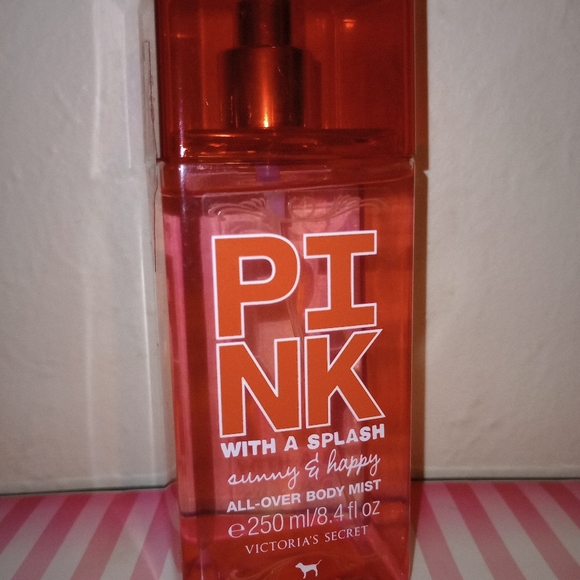 PI
NK
WITH A SPLASH
sunny & happy
ALL-OVER BODY MIST
℮250 ml/8.4 fl oz
VICTORIA'S SECRET